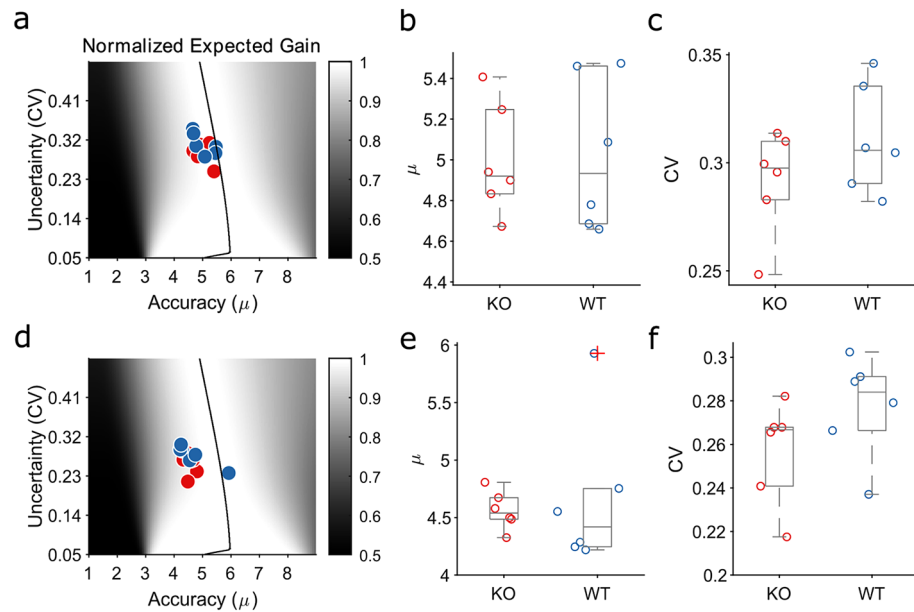 a
Normalized Expected Gain
Uncertainty (CV)
0.41
0.32
0.23
0.14
0.05
1 2 3 4 5 6 7 8
Accuracy (μ)
1
0.9
0.8
0.7
0.6
0.5
b
μ
5.4
5.2
5.0
4.8
4.6
4.4
KO WT
c
CV
0.35
0.3
0.25
KO WT
d
Uncertainty (CV)
0.41
0.32
0.23
0.14
0.05
1 2 3 4 5 6 7 8
Accuracy (μ)
1
0.9
0.8
0.7
0.6
0.5
e
μ
6
5.5
5
4.5
4
KO WT
f
CV
0.3
0.28
0.26
0.24
0.22
0.2
KO WT